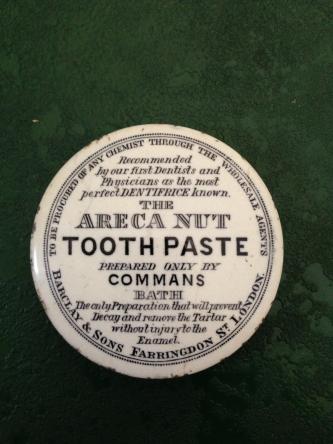 TO BE PROCURED OF ANY CHEMIST THROUGH THE WHOLESALE AGENTS
Recommended
by our first Dentists and
Physicians as the most
perfect DENTIFRICE known.
THE
ARECA NUT
TOOTH PASTE
PREPARED ONLY BY
COMMANS
BATH
The only Preparation that will prevent
Decay and remove the Tartar
without injury to the
Enamel.
BARCLAY & SONS FARRINGDON ST LONDON.